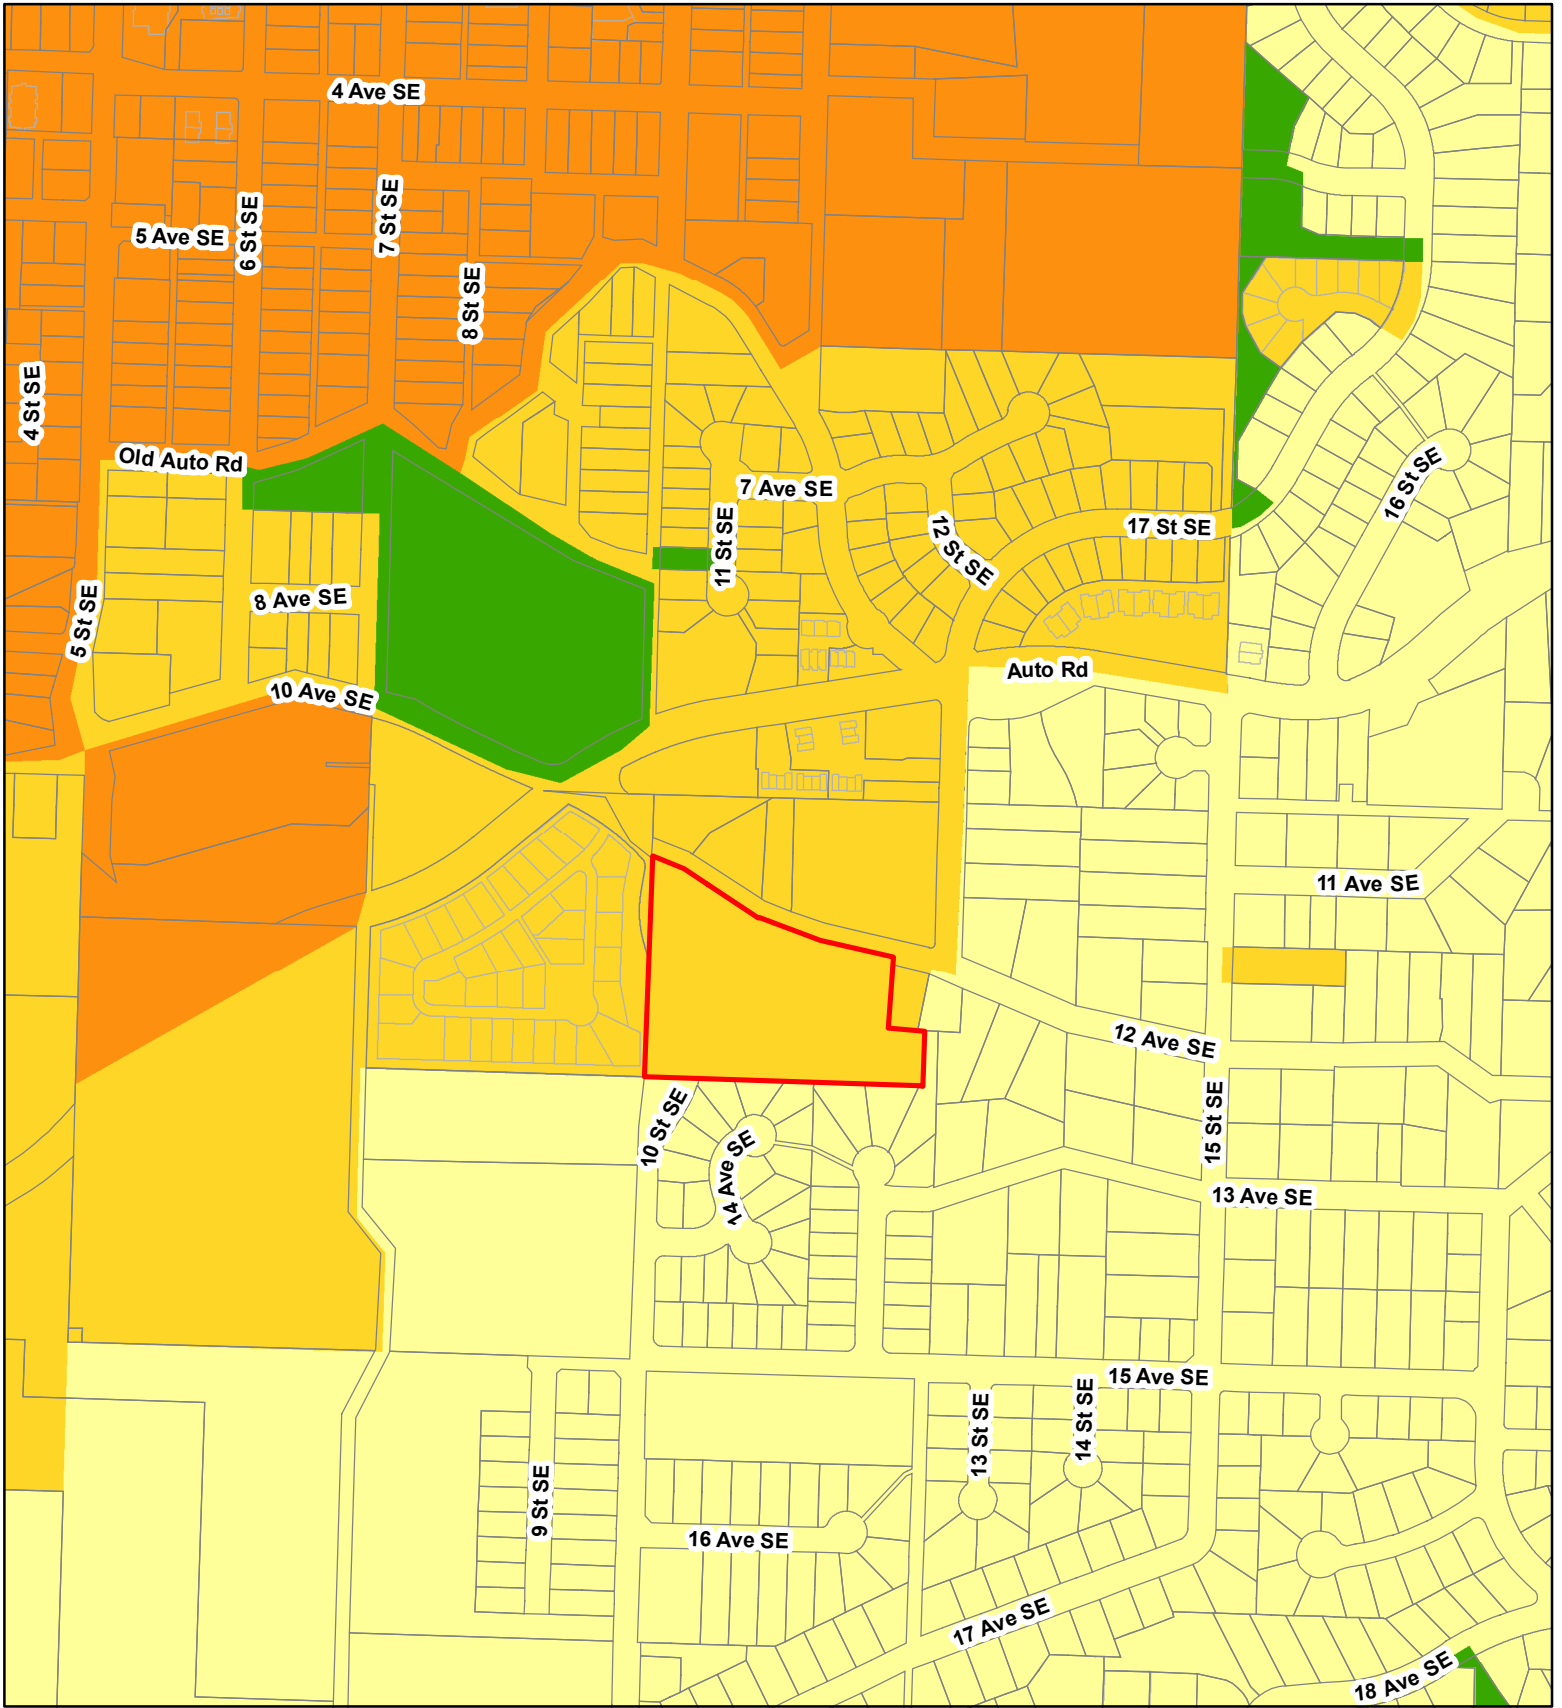 4 Ave SE
6 St SE
7 St SE
5 Ave SE
8 St SE
4 St SE
Old Auto Rd
16 St SE
7 Ave SE
11 St SE
12 St SE
17 St SE
5 St SE
8 Ave SE
Auto Rd
10 Ave SE
11 Ave SE
12 Ave SE
10 St SE
15 St SE
14 Ave SE
13 Ave SE
15 Ave SE
13 St SE
14 St SE
9 St SE
16 Ave SE
17 Ave SE
18 Ave SE